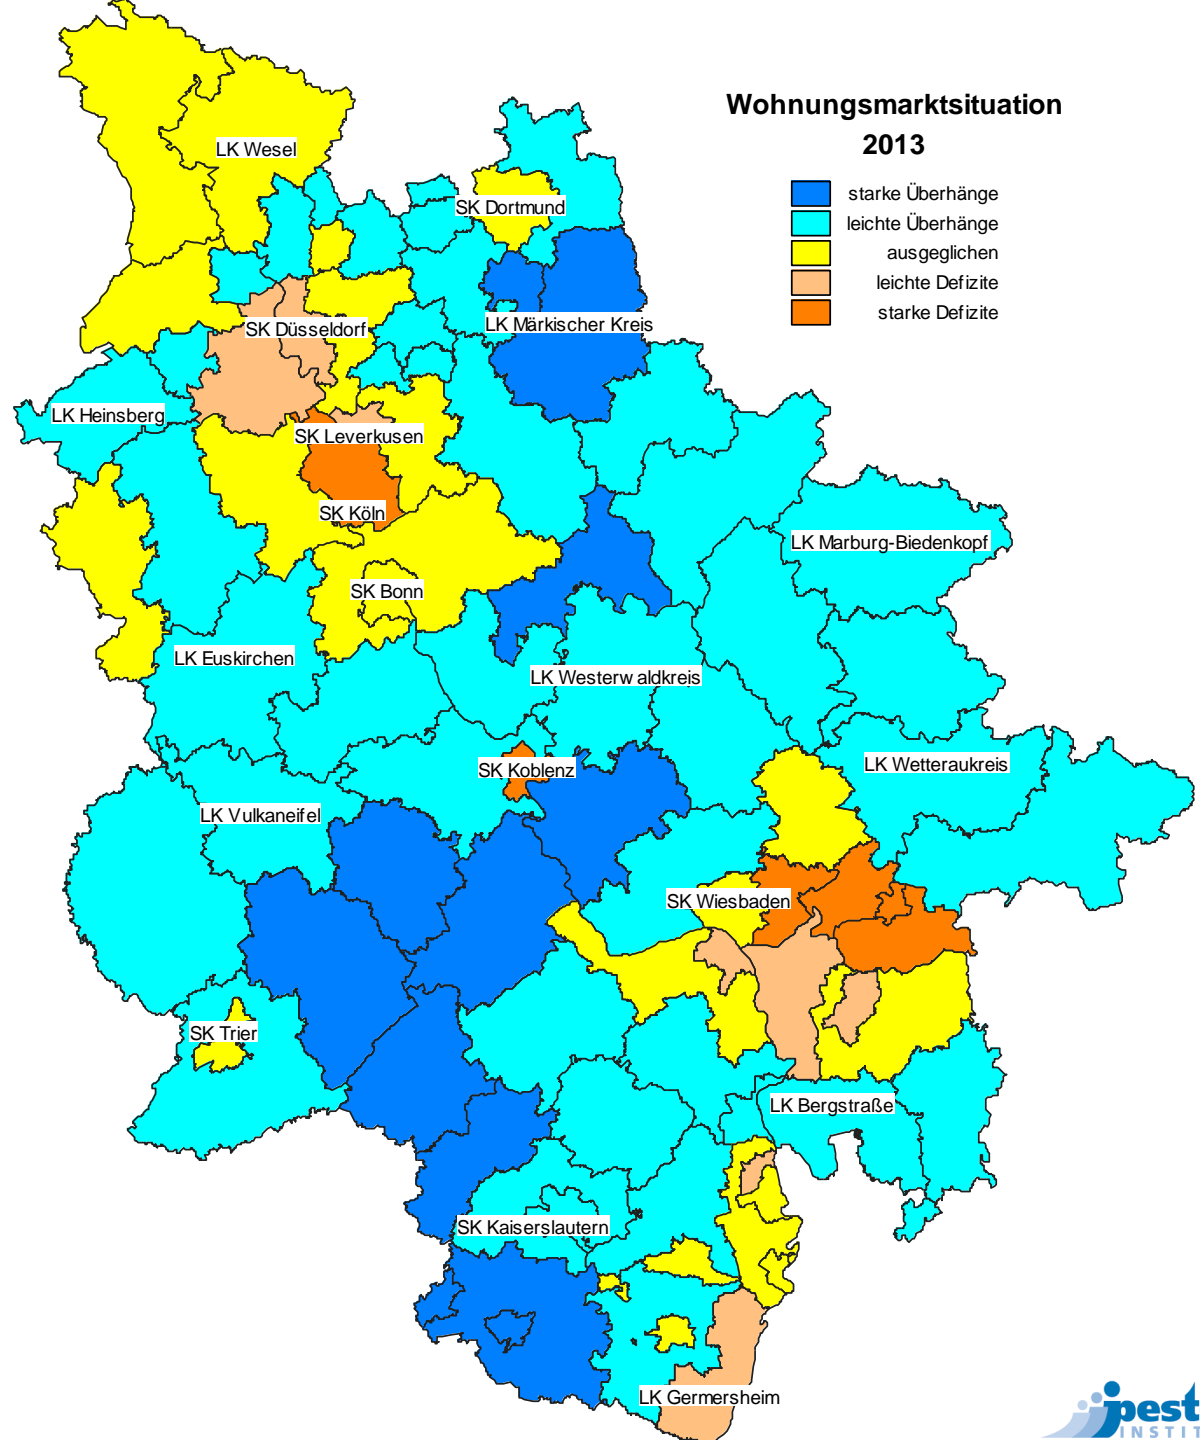 Wohnungsmarktsituation
2013
starke Überhänge
leichte Überhänge
ausgeglichen
leichte Defizite
starke Defizite
LK Wesel
SK Dortmund
SK Düsseldorf
LK Märkischer Kreis
LK Heinsberg
SK Leverkusen
SK Köln
LK Marburg-Biedenkopf
SK Bonn
LK Euskirchen
LK Westerw aldkreis
SK Koblenz
LK Wetteraukreis
LK Vulkaneifel
SK Wiesbaden
SK Trier
LK Bergstraße
SK Kaiserslautern
LK Germersheim
pest
INSTIT